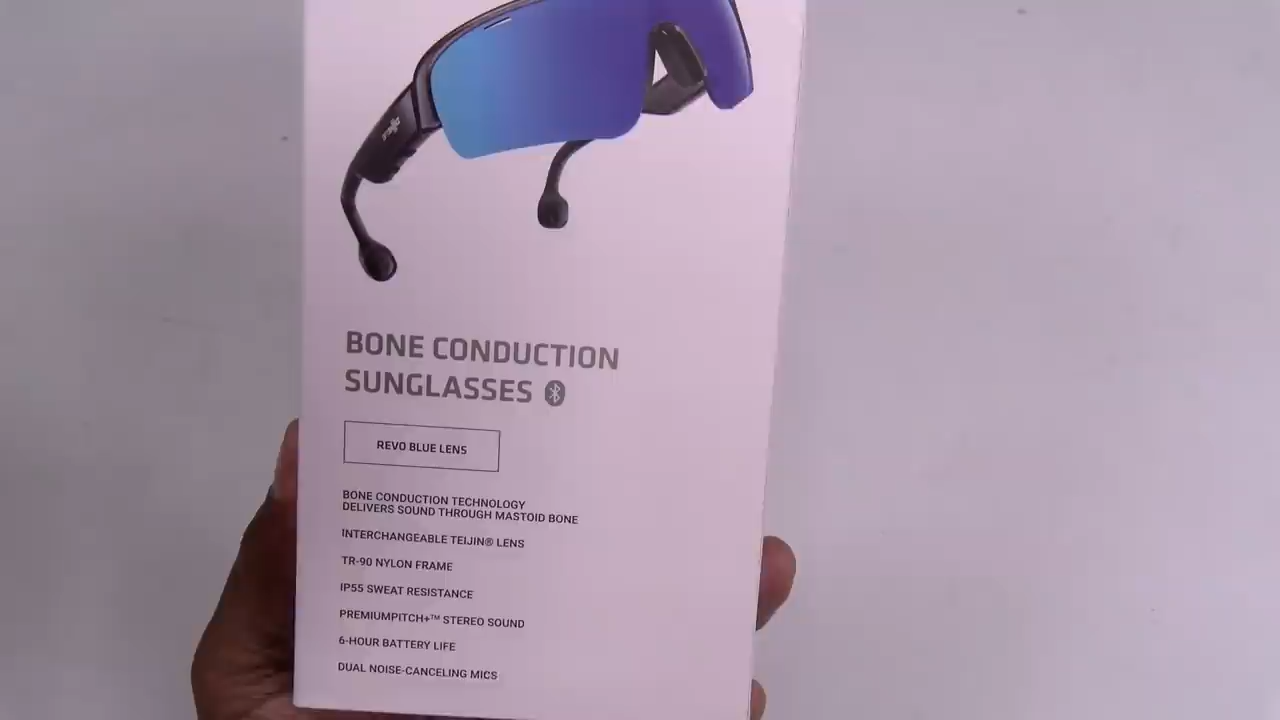 BONE CONDUCTION
SUNGLASSES
REVO BLUE LENS
BONE CONDUCTION TECHNOLOGY
DELIVERS SOUND THROUGH MASTOID BONE
INTERCHANGEABLE TEIJIN® LENS
TR-90 NYLON FRAME
IP55 SWEAT RESISTANCE
PREMIUMPITCH+™ STEREO SOUND
6-HOUR BATTERY LIFE
DUAL NOISE-CANCELING MICS